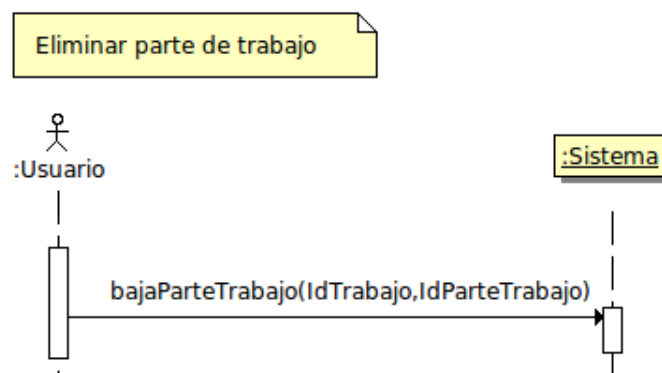 Eliminar parte de trabajo
:Usuario
:Sistema
bajaParteTrabajo(IdTrabajo,IdParteTrabajo)